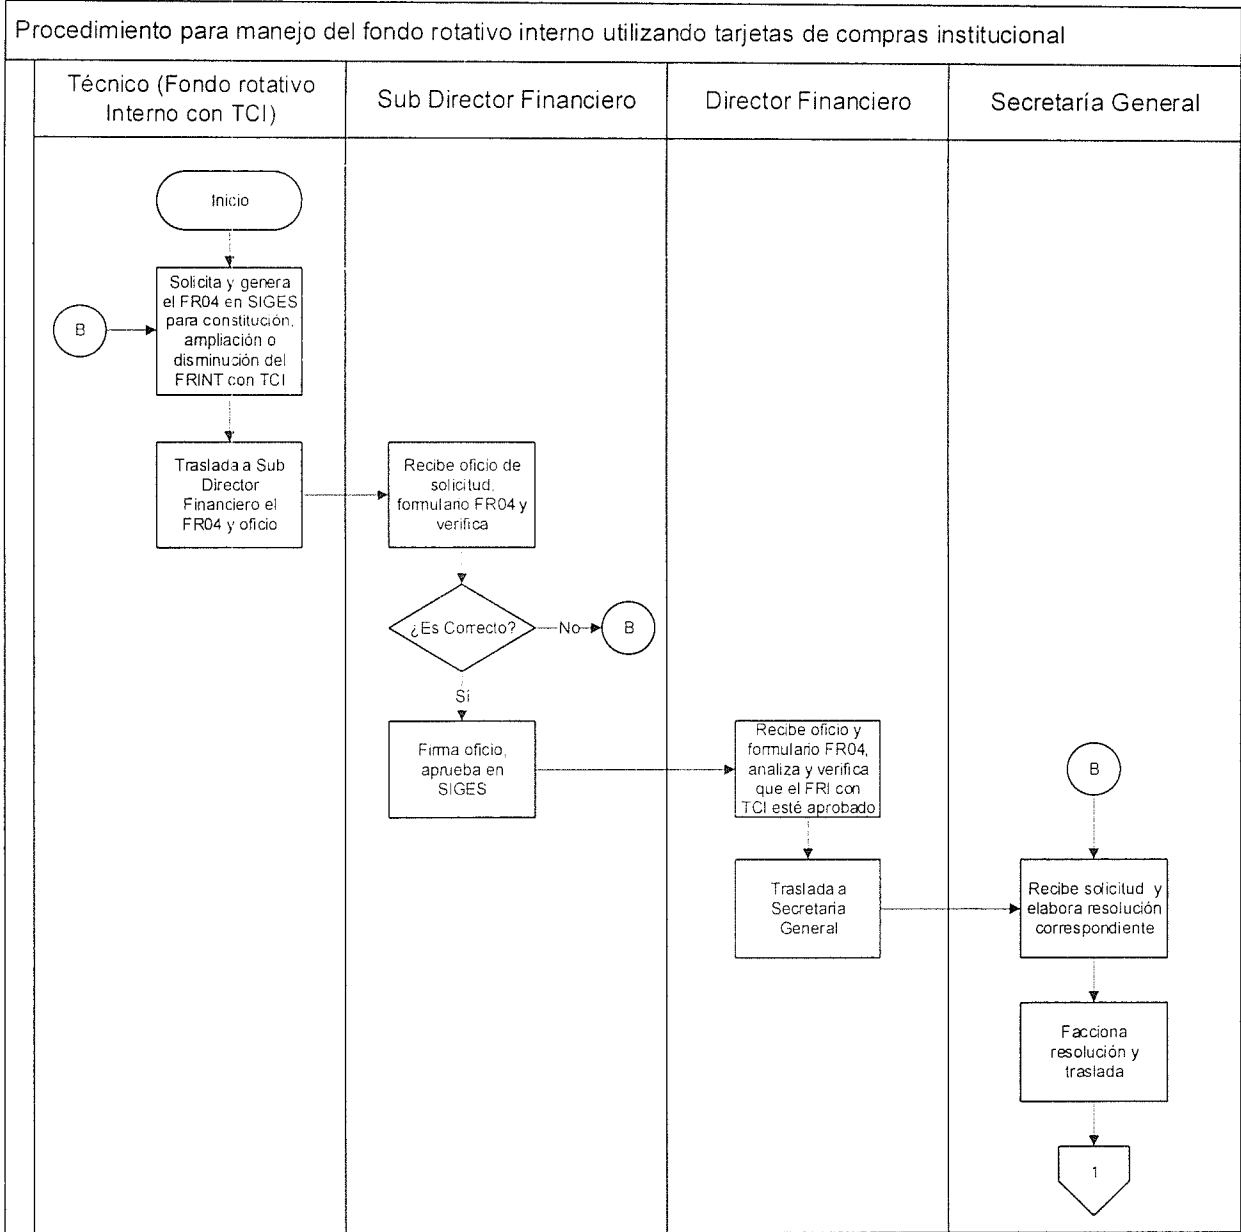 Procedimiento para manejo del fondo rotativo interno utilizando tarjetas de compras institucional
Técnico (Fondo rotativo
Interno con TCI)
Sub Director Financiero
Director Financiero
Secretaría General
Inicio
Solicita y genera
el FR04 en SIGES
para constitución,
ampliación o
disminución del
FRINT con TCI
B
Traslada a Sub
Director
Financiero el
FR04 y oficio
Recibe oficio de
solicitud,
formulario FR04 y
verifica
¿Es Correcto?
No
B
Sí
Firma oficio,
aprueba en
SIGES
Recibe oficio y
formulario FR04,
analiza y verifica
que el FRI con
TCI esté aprobado
B
Traslada a
Secretaria
General
Recibe solicitud y
elabora resolución
correspondiente
Facciona
resolución y
traslada
1